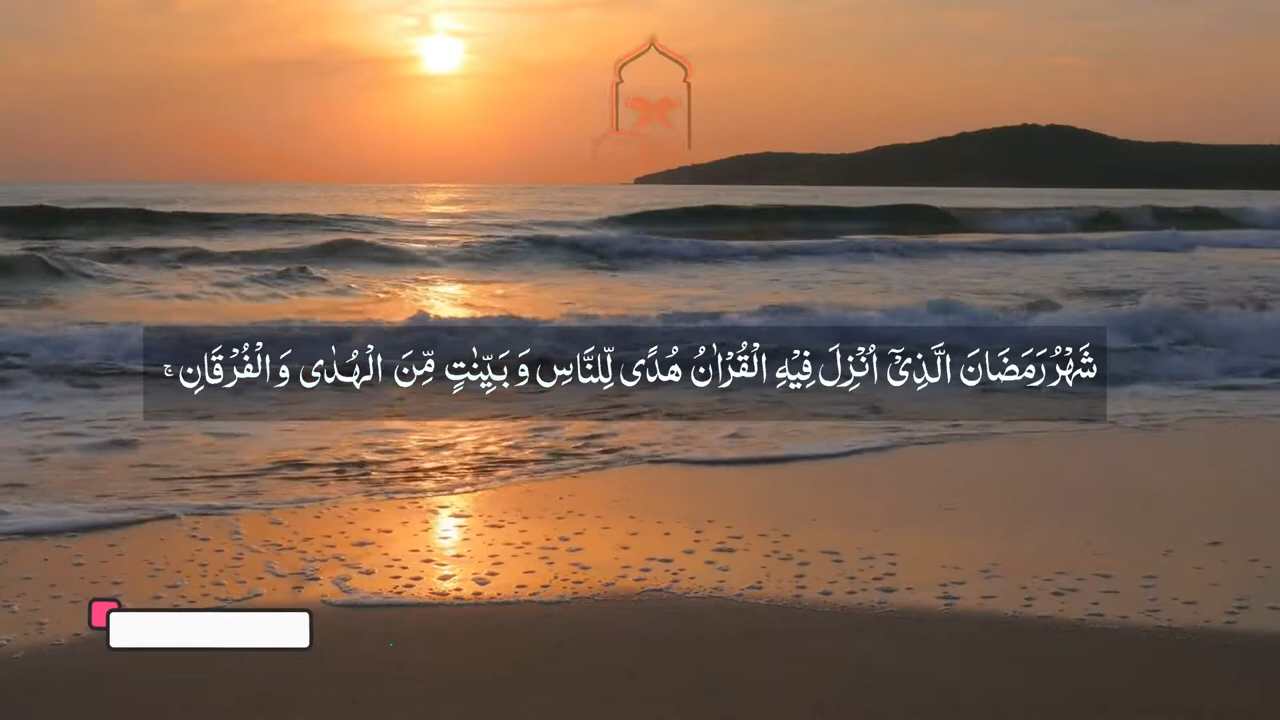 شَهْرُ رَمَضَانَ الَّذِیْۤ اُنْزِلَ فِیْهِ الْقُرْاٰنُ هُدًی لِّلنَّاسِ وَ بَیِّنٰتٍ مِّنَ الْهُدٰی وَ الْفُرْقَانِ ۚ